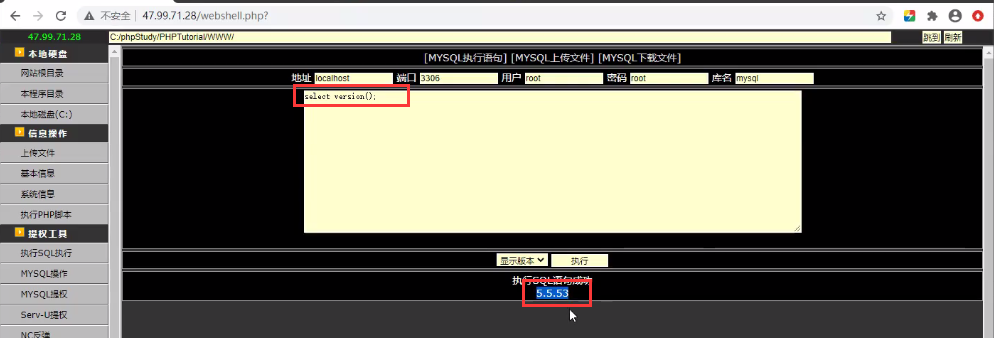 不安全 | 47.99.71.28/webshell.php?
47.99.71.28
C:/phpStudy/PHPTutorial/WWW/
跳到 刷新
本地硬盘
网站根目录
本程序目录
本地磁盘(C:)
信息操作
上传文件
基本信息
系统信息
执行PHP脚本
提权工具
执行SQL执行
MYSQL操作
MYSQL提权
Serv-U提权
NC反弹
[MYSQL执行语句] [MYSQL上传文件] [MYSQL下载文件]
地址 localhost 端口 3306 用户 root 密码 root 库名 mysql
select version();
显示版本 执行
执行SQL语句成功
5.5.53